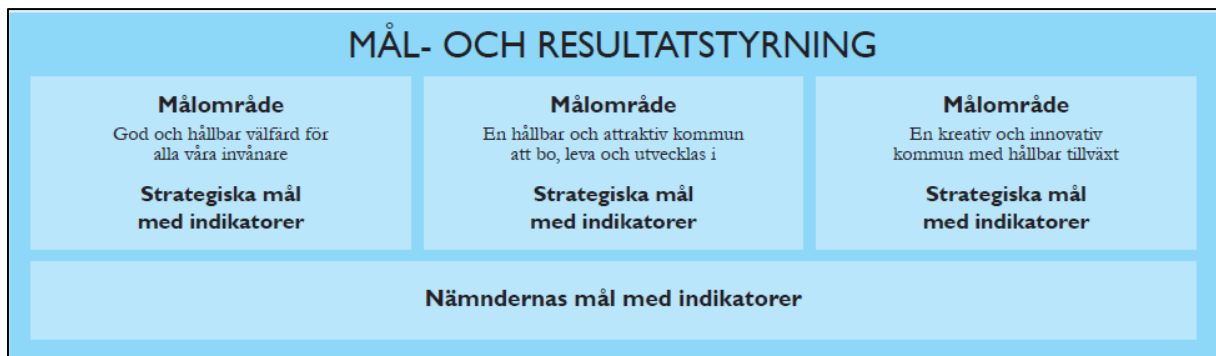 MÅL- OCH RESULTATSTYRNING
Målområde
God och hållbar välfärd för
alla våra invånare
Strategiska mål
med indikatorer
Målområde
En hållbar och attraktiv kommun
att bo, leva och utvecklas i
Strategiska mål
med indikatorer
Målområde
En kreativ och innovativ
kommun med hållbar tillväxt
Strategiska mål
med indikatorer
Nämndernas mål med indikatorer